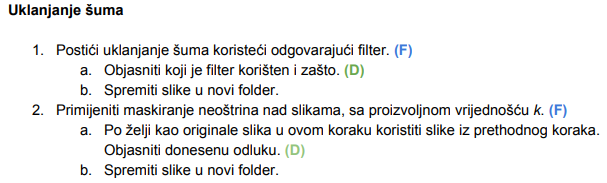 Uklanjanje šuma
1. Postići uklanjanje šuma koristeći odgovarajući filter. (F)
a. Objasniti koji je filter korišten i zašto. (D)
b. Spremiti slike u novi folder.
2. Primijeniti maskiranje neoštrina nad slikama, sa proizvoljnom vrijednošću k. (F)
a. Po želji kao originale slika u ovom koraku koristiti slike iz prethodnog koraka.
Objasniti donesenu odluku. (D)
b. Spremiti slike u novi folder.